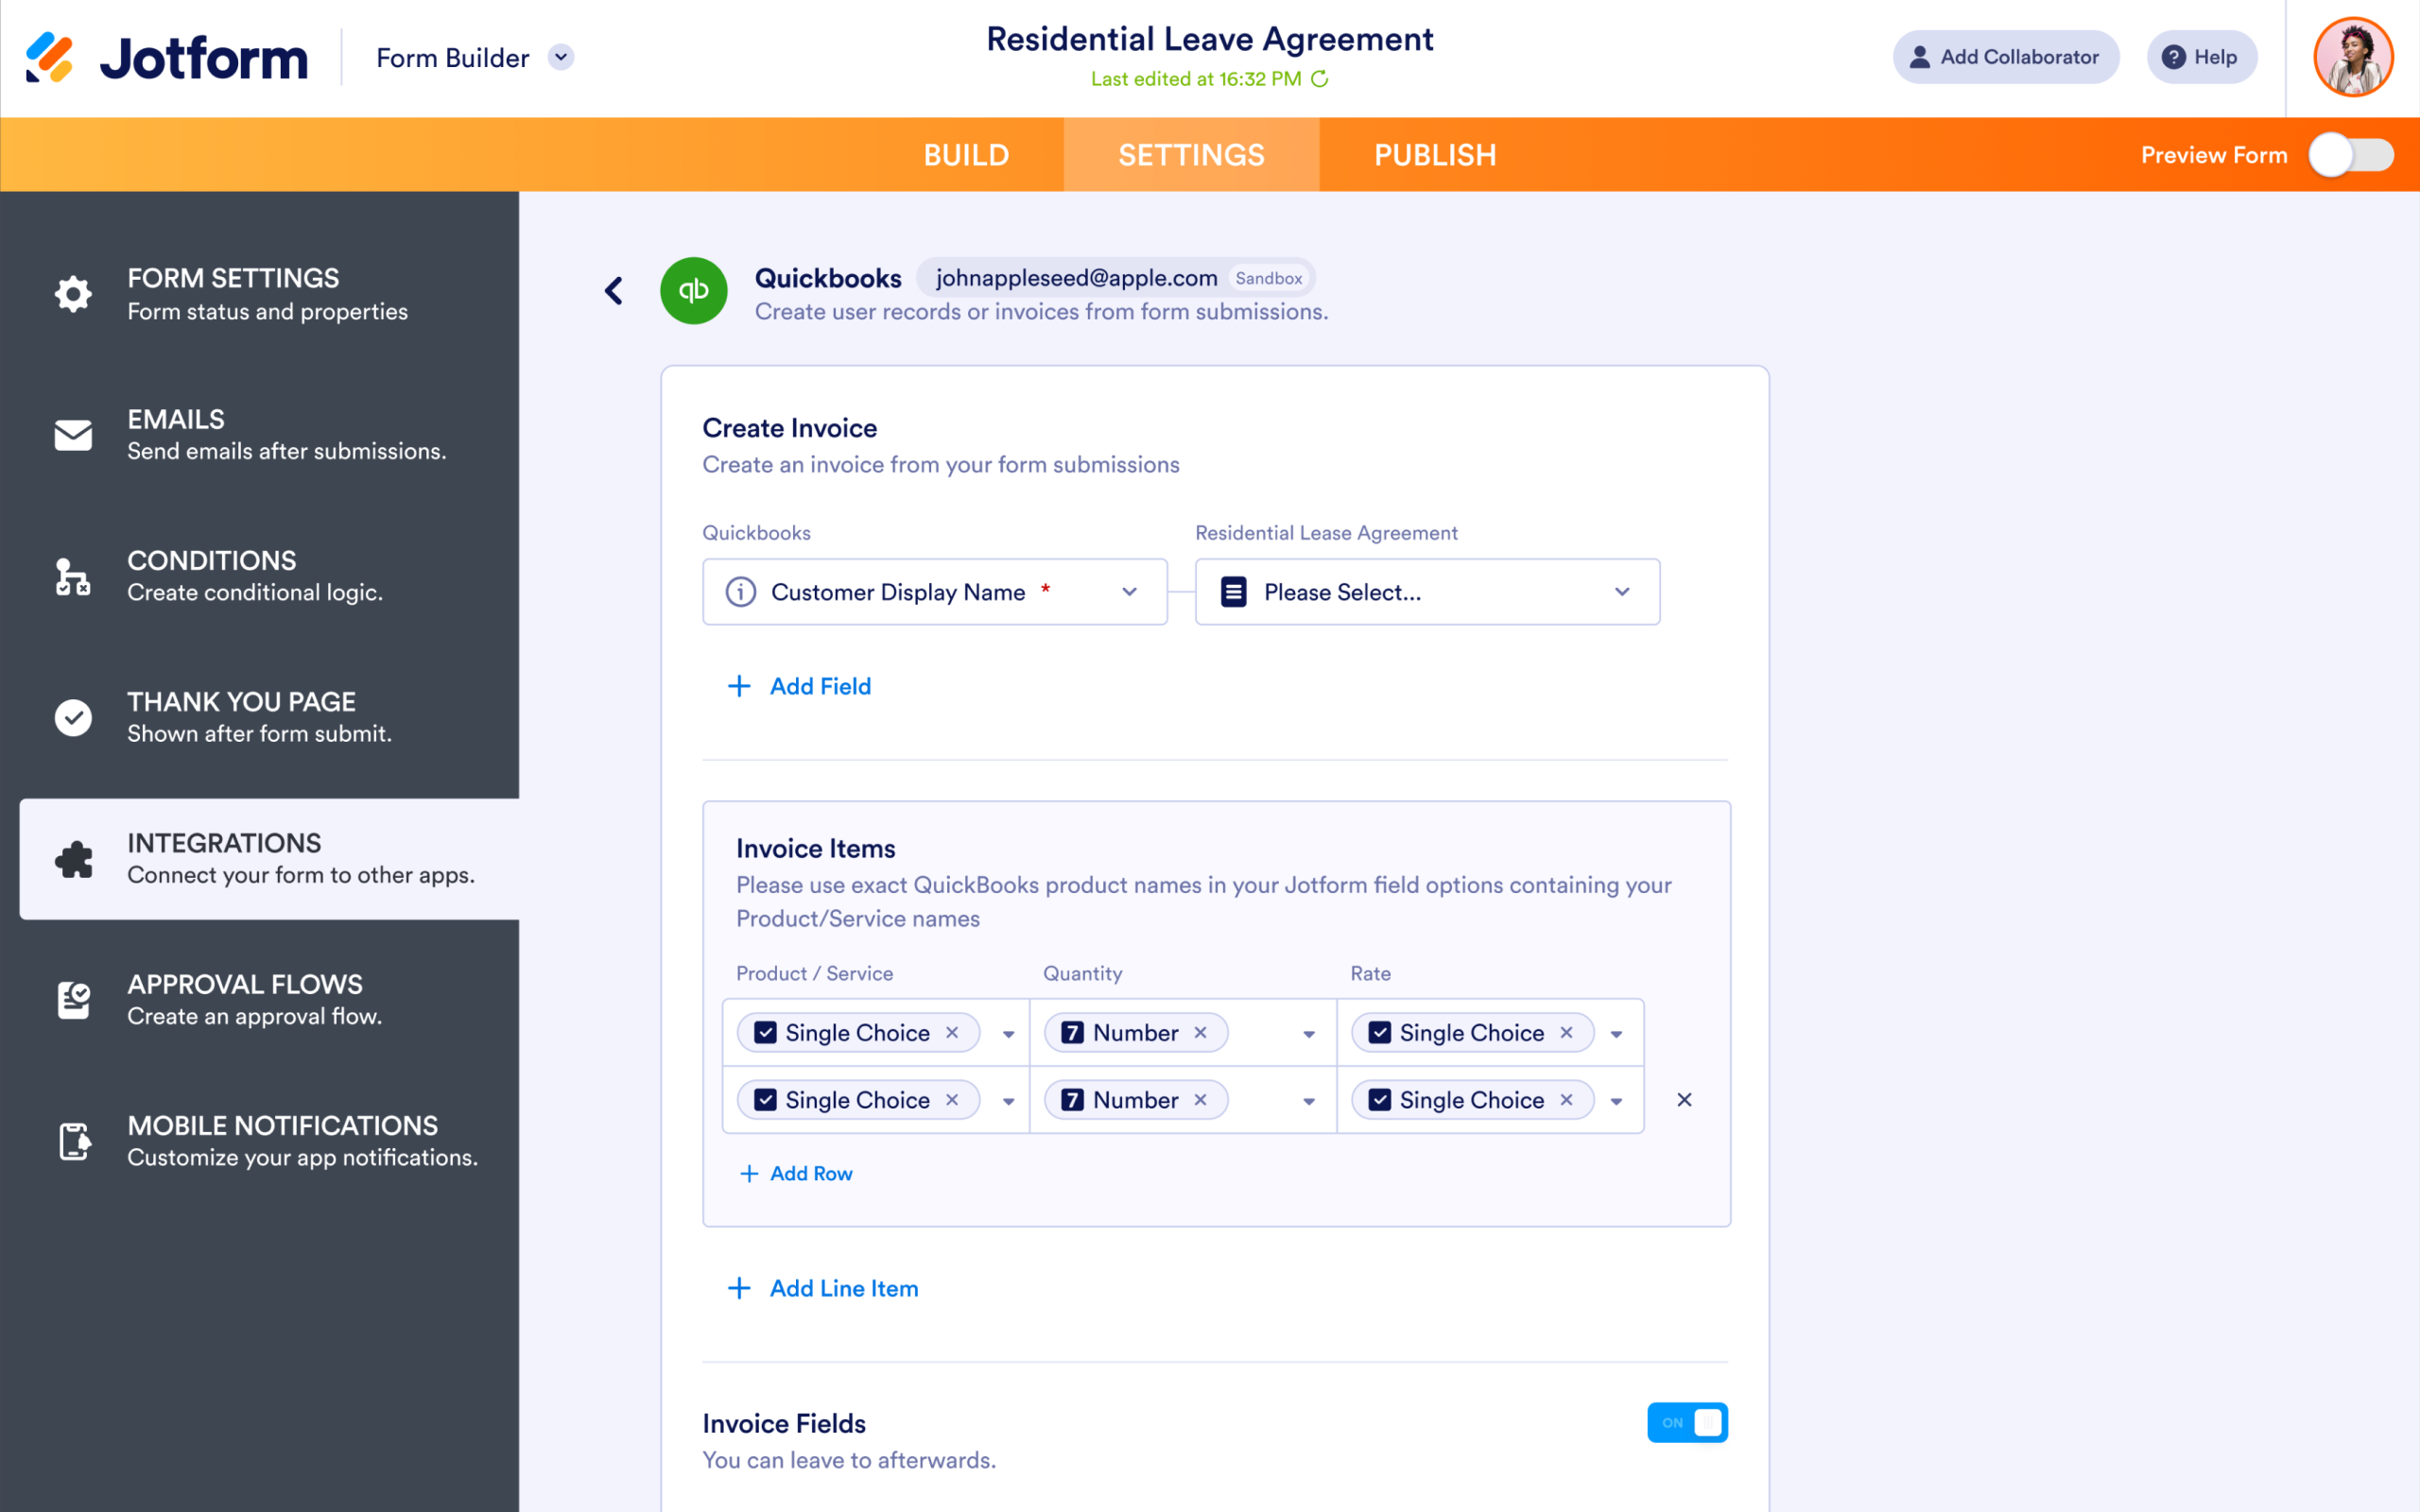 Jotform
Form Builder
Residential Leave Agreement
Last edited at 16:32 PM
Add Collaborator
? Help
BUILD
SETTINGS
PUBLISH
Preview Form
FORM SETTINGS
Form status and properties
EMAILS
Send emails after submissions.
CONDITIONS
Create conditional logic.
THANK YOU PAGE
Shown after form submit.
INTEGRATIONS
Connect your form to other apps.
APPROVAL FLOWS
Create an approval flow.
MOBILE NOTIFICATIONS
Customize your app notifications.
qb
Quickbooks johnappleseed@apple.com Sandbox
Create user records or invoices from form submissions.
Create Invoice
Create an invoice from your form submissions
Quickbooks
Residential Lease Agreement
Customer Display Name *
Please Select...
+ Add Field
Invoice Items
Please use exact QuickBooks product names in your Jotform field options containing your
Product/Service names
Product / Service
Quantity
Rate
Single Choice ×
7 Number ×
Single Choice ×
Single Choice ×
7 Number ×
Single Choice ×
+ Add Row
+ Add Line Item
Invoice Fields
ON
You can leave to afterwards.